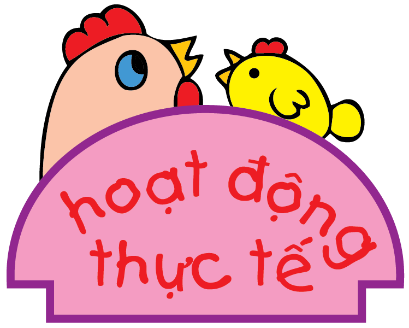 hoạt động
thực tế